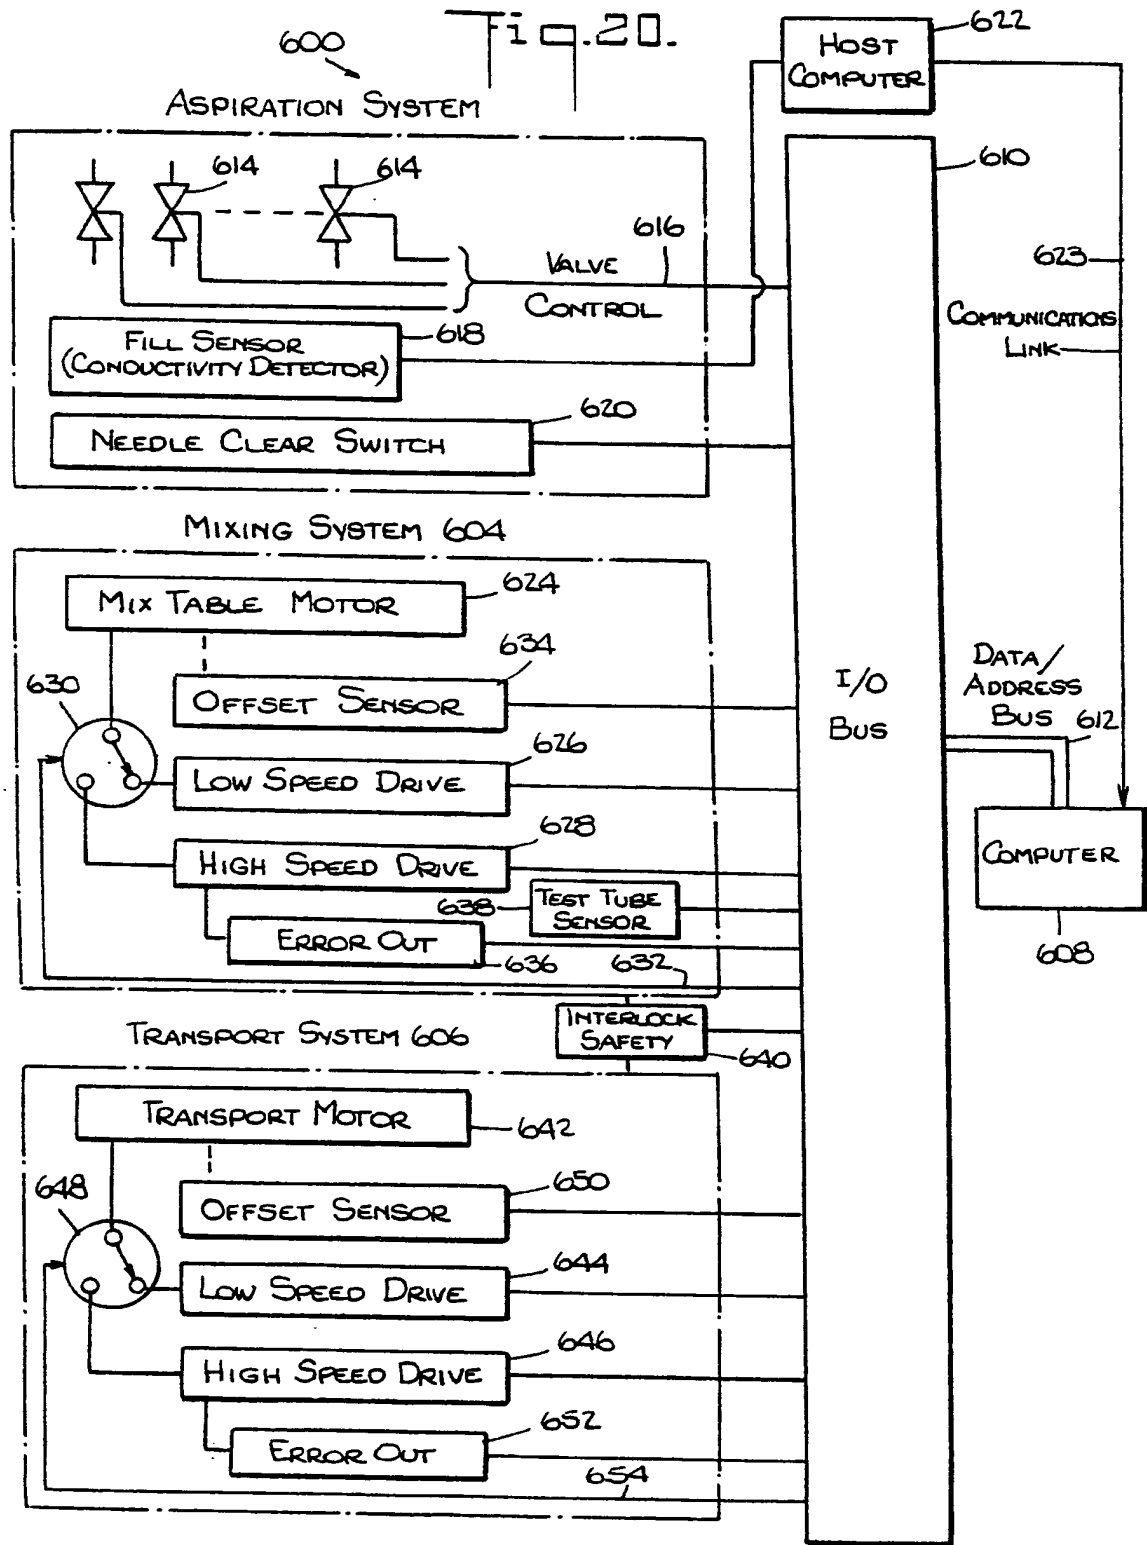 Fig.20.
600
ASPIRATION SYSTEM
HOST
COMPUTER
622
610
614
614
616
VALVE
CONTROL
623
COMMUNICATIONS
LINK
FILL SENSOR
(CONDUCTIVITY DETECTOR)
618
620
NEEDLE CLEAR SWITCH
MIXING SYSTEM 604
MIX TABLE MOTOR
624
634
630
OFFSET SENSOR
626
LOW SPEED DRIVE
628
HIGH SPEED DRIVE
638
TEST TUBE
SENSOR
ERROR OUT
636
632
I/O
BUS
DATA/
ADDRESS
BUS
612
COMPUTER
608
INTERLOCK
SAFETY
640
TRANSPORT SYSTEM 606
TRANSPORT MOTOR
642
650
648
OFFSET SENSOR
644
LOW SPEED DRIVE
646
HIGH SPEED DRIVE
652
ERROR OUT
654